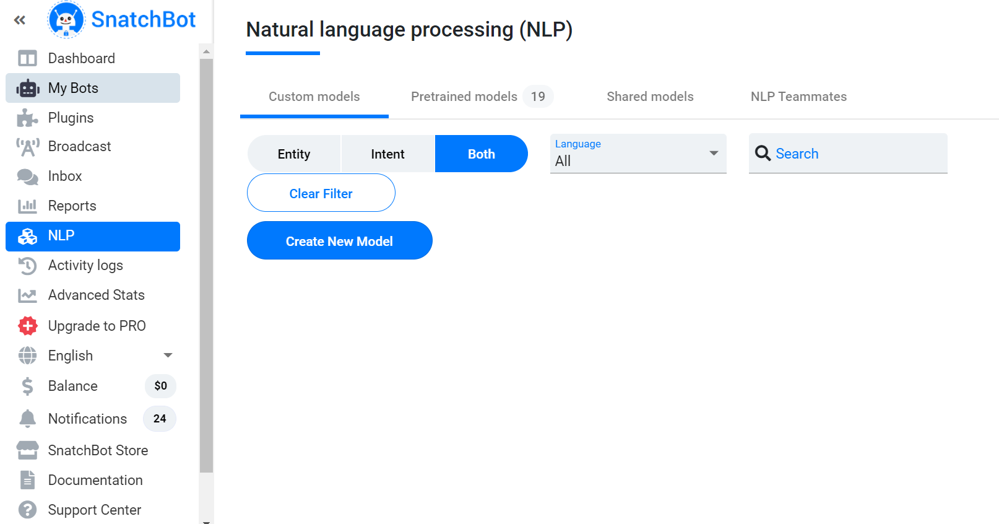 SnatchBot
Dashboard
My Bots
Plugins
Broadcast
Inbox
Reports
NLP
Activity logs
Advanced Stats
Upgrade to PRO
English
Balance $0
Notifications 24
SnatchBot Store
Documentation
Support Center
Natural language processing (NLP)
Custom models Pretrained models 19 Shared models NLP Teammates
Entity Intent Both
Language
All
Search
Clear Filter
Create New Model